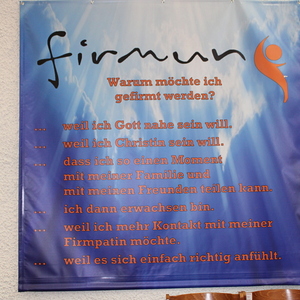 firmung
Warum möchte ich
gefirmt werden?
... weil ich Gott nahe sein will.
... weil ich Christin sein will.
... dass ich so einen Moment
mit meiner Familie und
mit meinen Freunden teilen kann.
... ich dann erwachsen bin.
... weil ich mehr Kontakt mit meiner
Firmpatin möchte.
... weil es sich einfach richtig anfühlt.